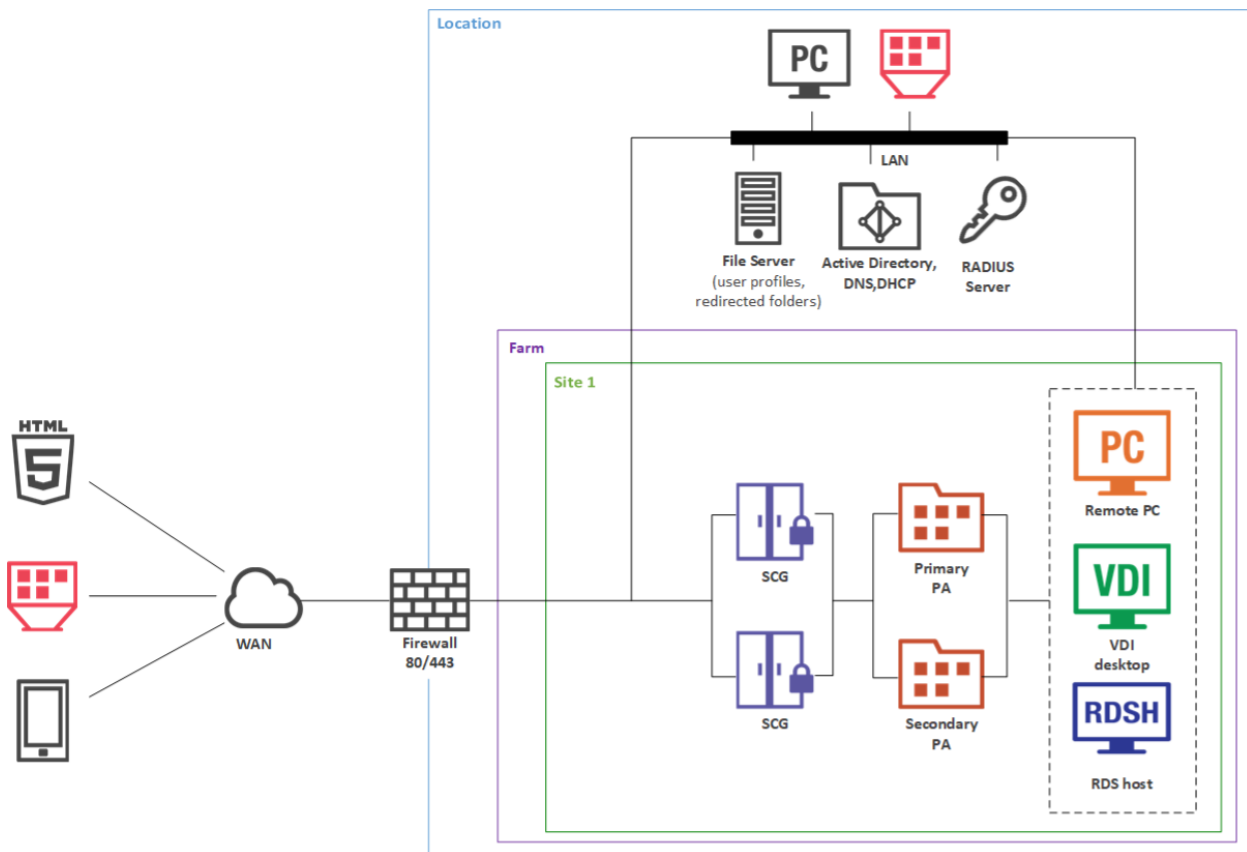 Location
PC
LAN
File Server
(user profiles,
redirected folders)
Active Directory,
DNS,DHCP
RADIUS
Server
Farm
Site 1
HTML
5
WAN
Firewall
80/443
SCG
SCG
Primary
PA
Secondary
PA
PC
Remote PC
VDI
VDI
desktop
RDSH
RDS host